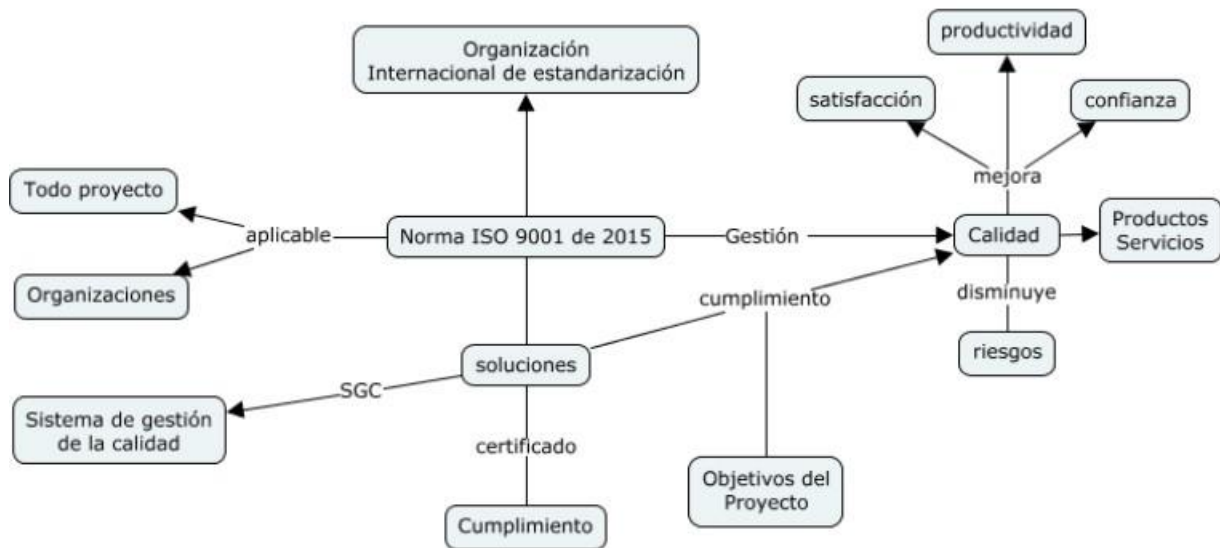 Organización
Internacional de estandarización
productividad
satisfacción
confianza
mejora
Todo proyecto
aplicable
Norma ISO 9001 de 2015
Gestión
Calidad
Productos
Servicios
Organizaciones
cumplimiento
disminuye
soluciones
riesgos
SGC
Sistema de gestión
de la calidad
certificado
Objetivos del
Proyecto
Cumplimiento